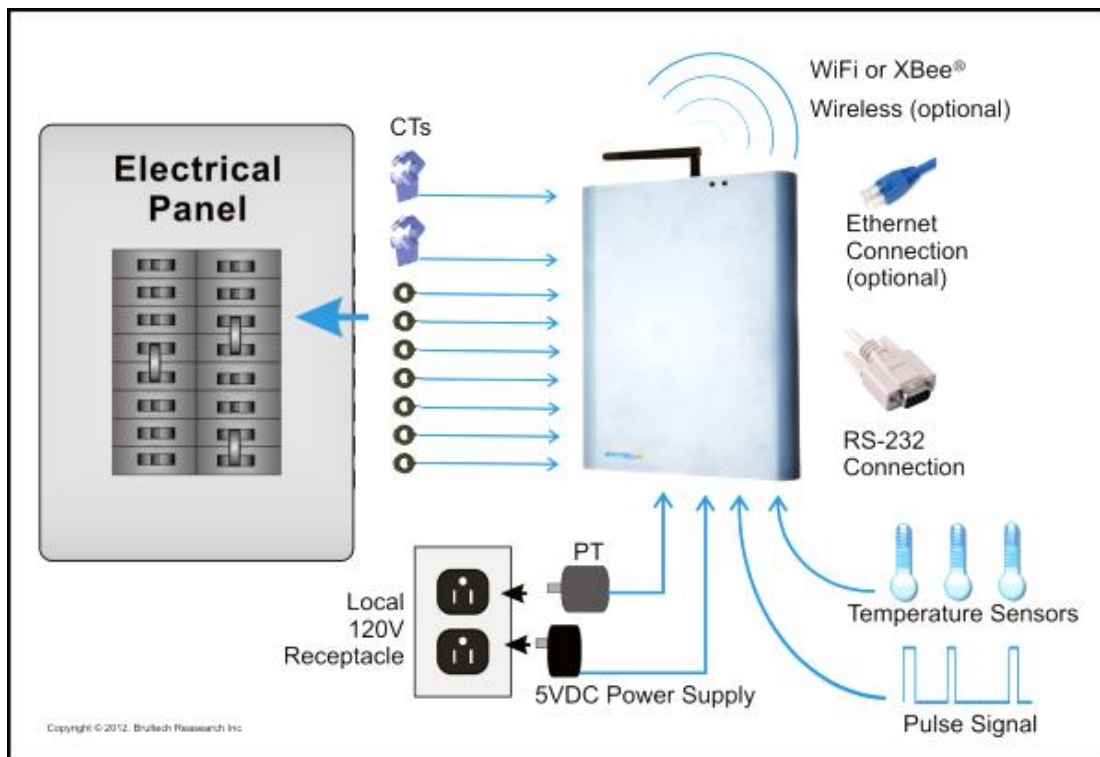 WiFi or XBee®
Wireless (optional)
CTs
Electrical
Panel
Ethernet
Connection
(optional)
RS-232
Connection
PT
Local
120V
Receptacle
5VDC Power Supply
Temperature Sensors
Pulse Signal
Copyright © 2012. Brultech Reasearch Inc